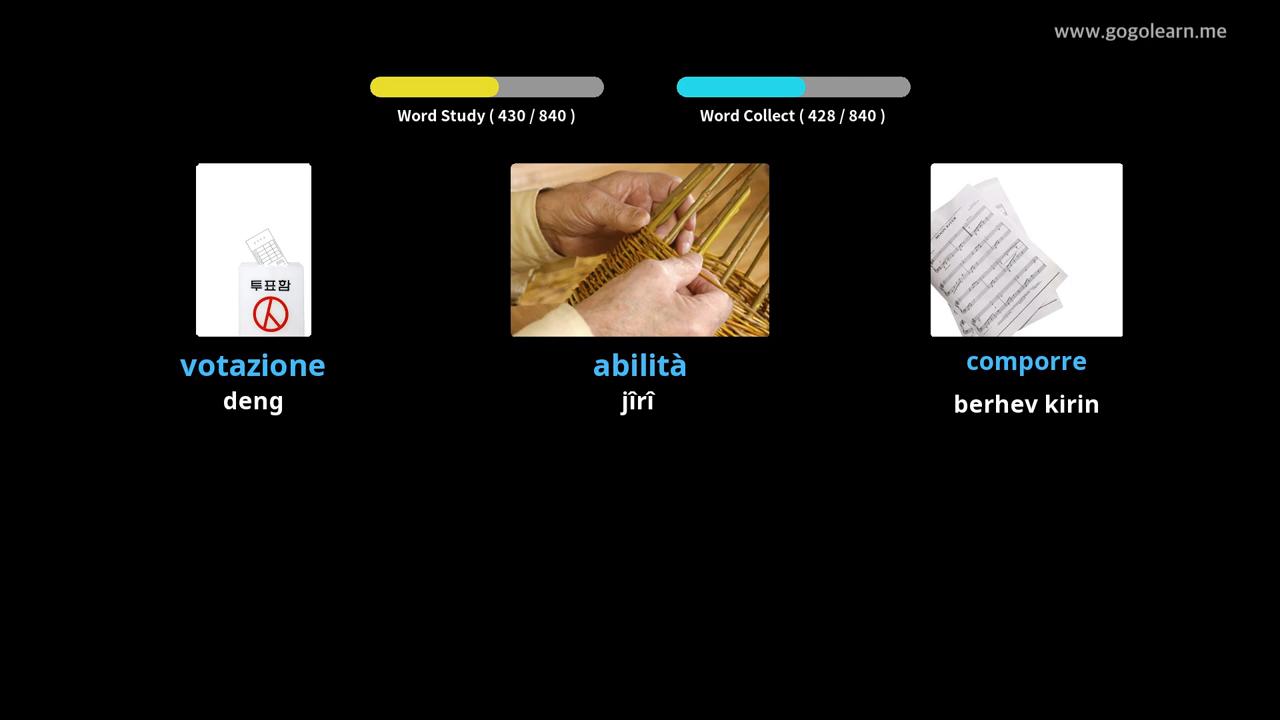 www.gogolearn.me
Word Study ( 430 / 840 )
Word Collect ( 428 / 840 )
투표함
votazione
deng
abilità
jîrî
comporre
berhev kirin